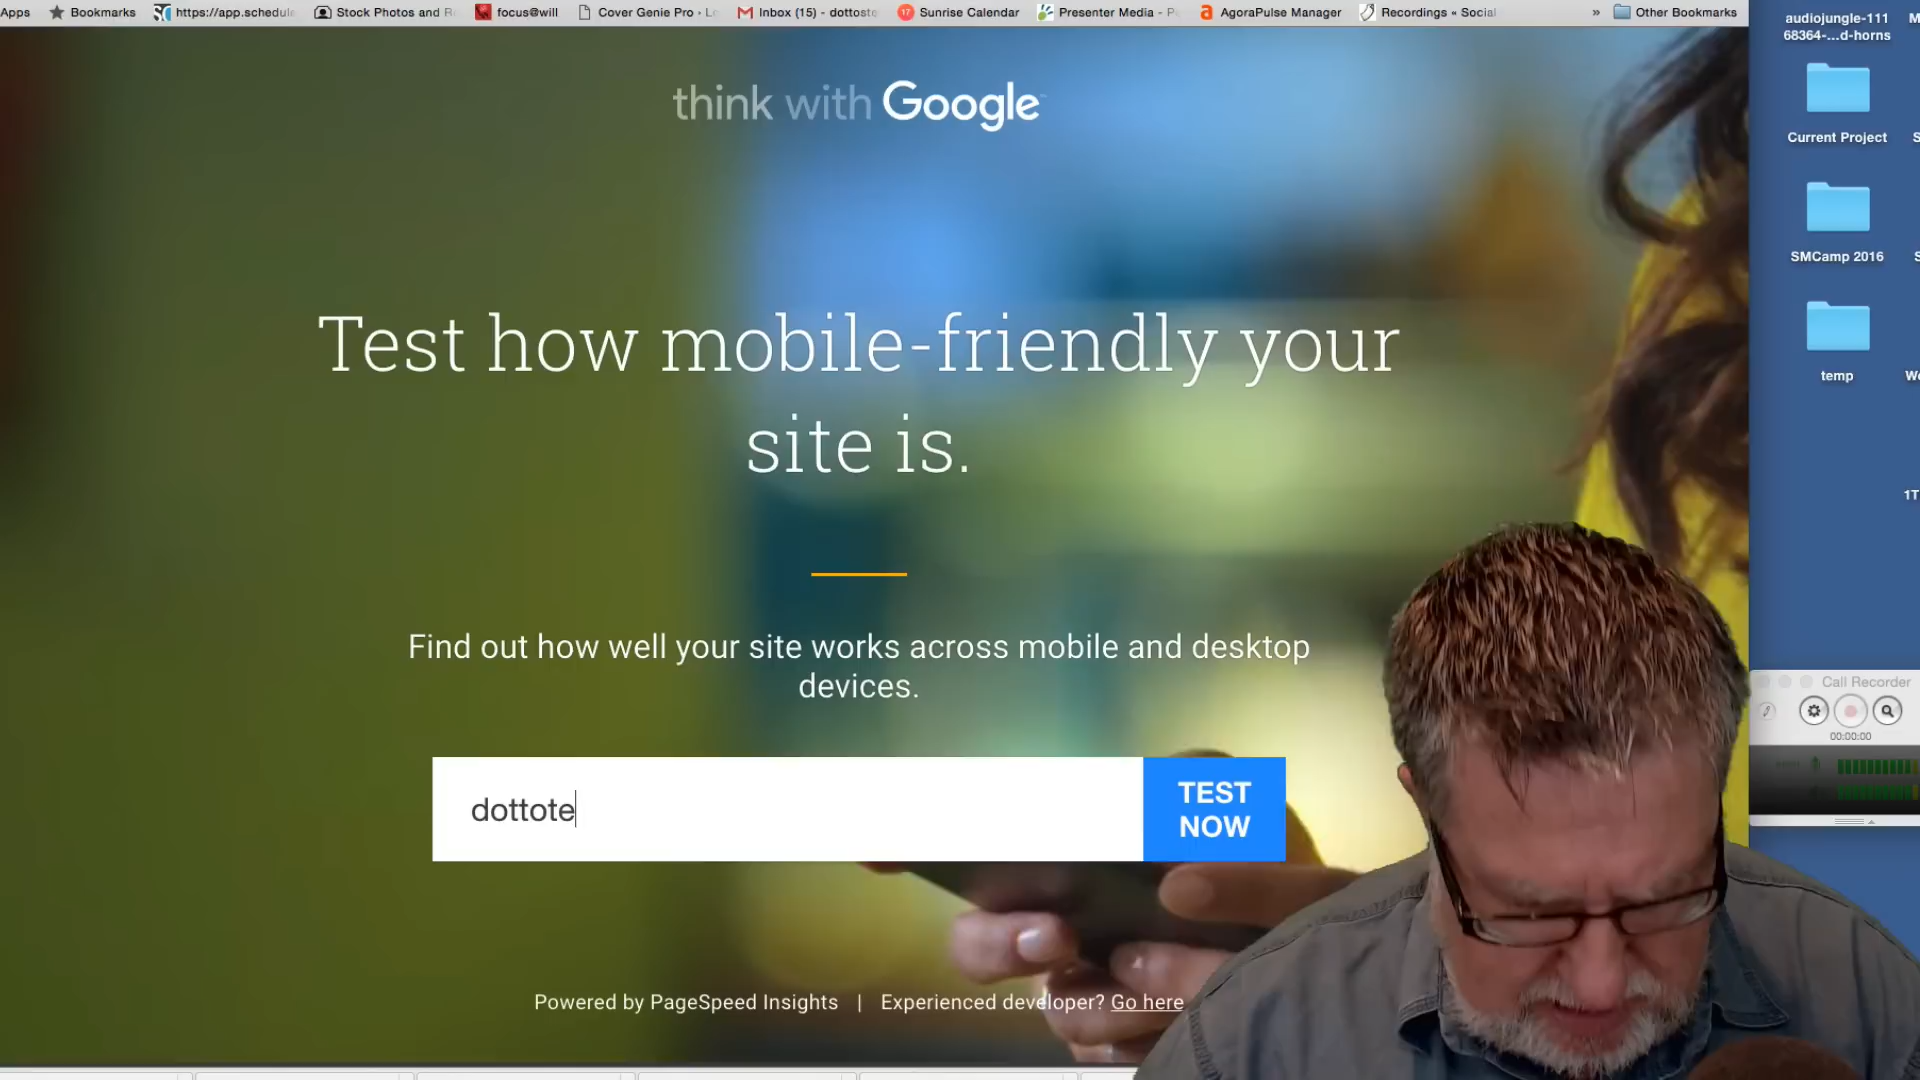 Apps Bookmarks https://app.schedule Stock Photos and R focus@will Cover Genie Pro - L Inbox (15) - dottoste Sunrise Calendar Presenter Media - P AgoraPulse Manager Recordings « Social » Other Bookmarks
audiojungle-111
68364-...d-horns
Current Project
SMCamp 2016
temp
1T
think with Google
Test how mobile-friendly your
site is.
Find out how well your site works across mobile and desktop
devices.
dottote
TEST
NOW
Powered by PageSpeed Insights | Experienced developer? Go here
Call Recorder
00:00:00